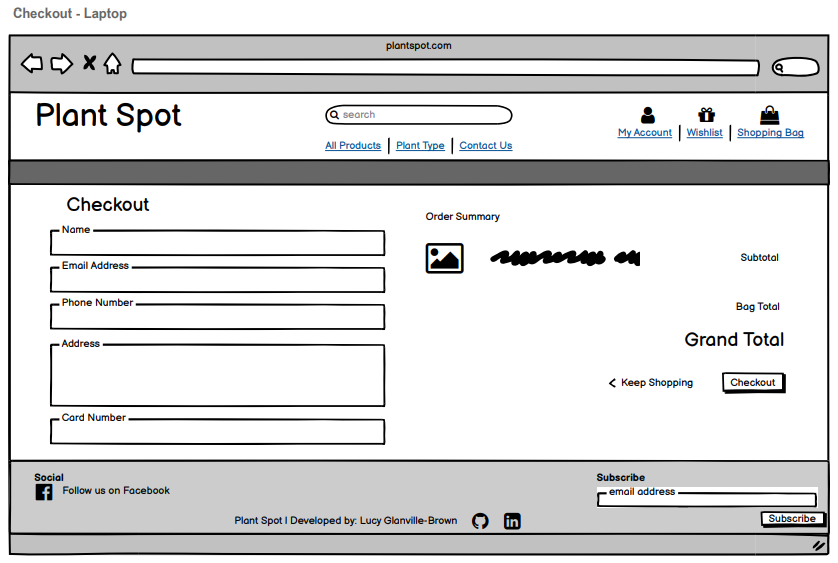 Checkout - Laptop
plantspot.com
Plant Spot
search
All Products | Plant Type | Contact Us
My Account | Wishlist | Shopping Bag
Checkout
Name
Email Address
Phone Number
Address
Card Number
Order Summary
Subtotal
Bag Total
Grand Total
< Keep Shopping
Checkout
Social
Follow us on Facebook
Plant Spot | Developed by: Lucy Glanville-Brown
Subscribe
email address
Subscribe